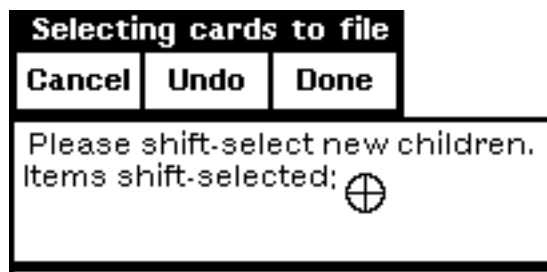 Selecting cards to file
Cancel Undo Done
Please shift-select new children.
Items shift-selected: